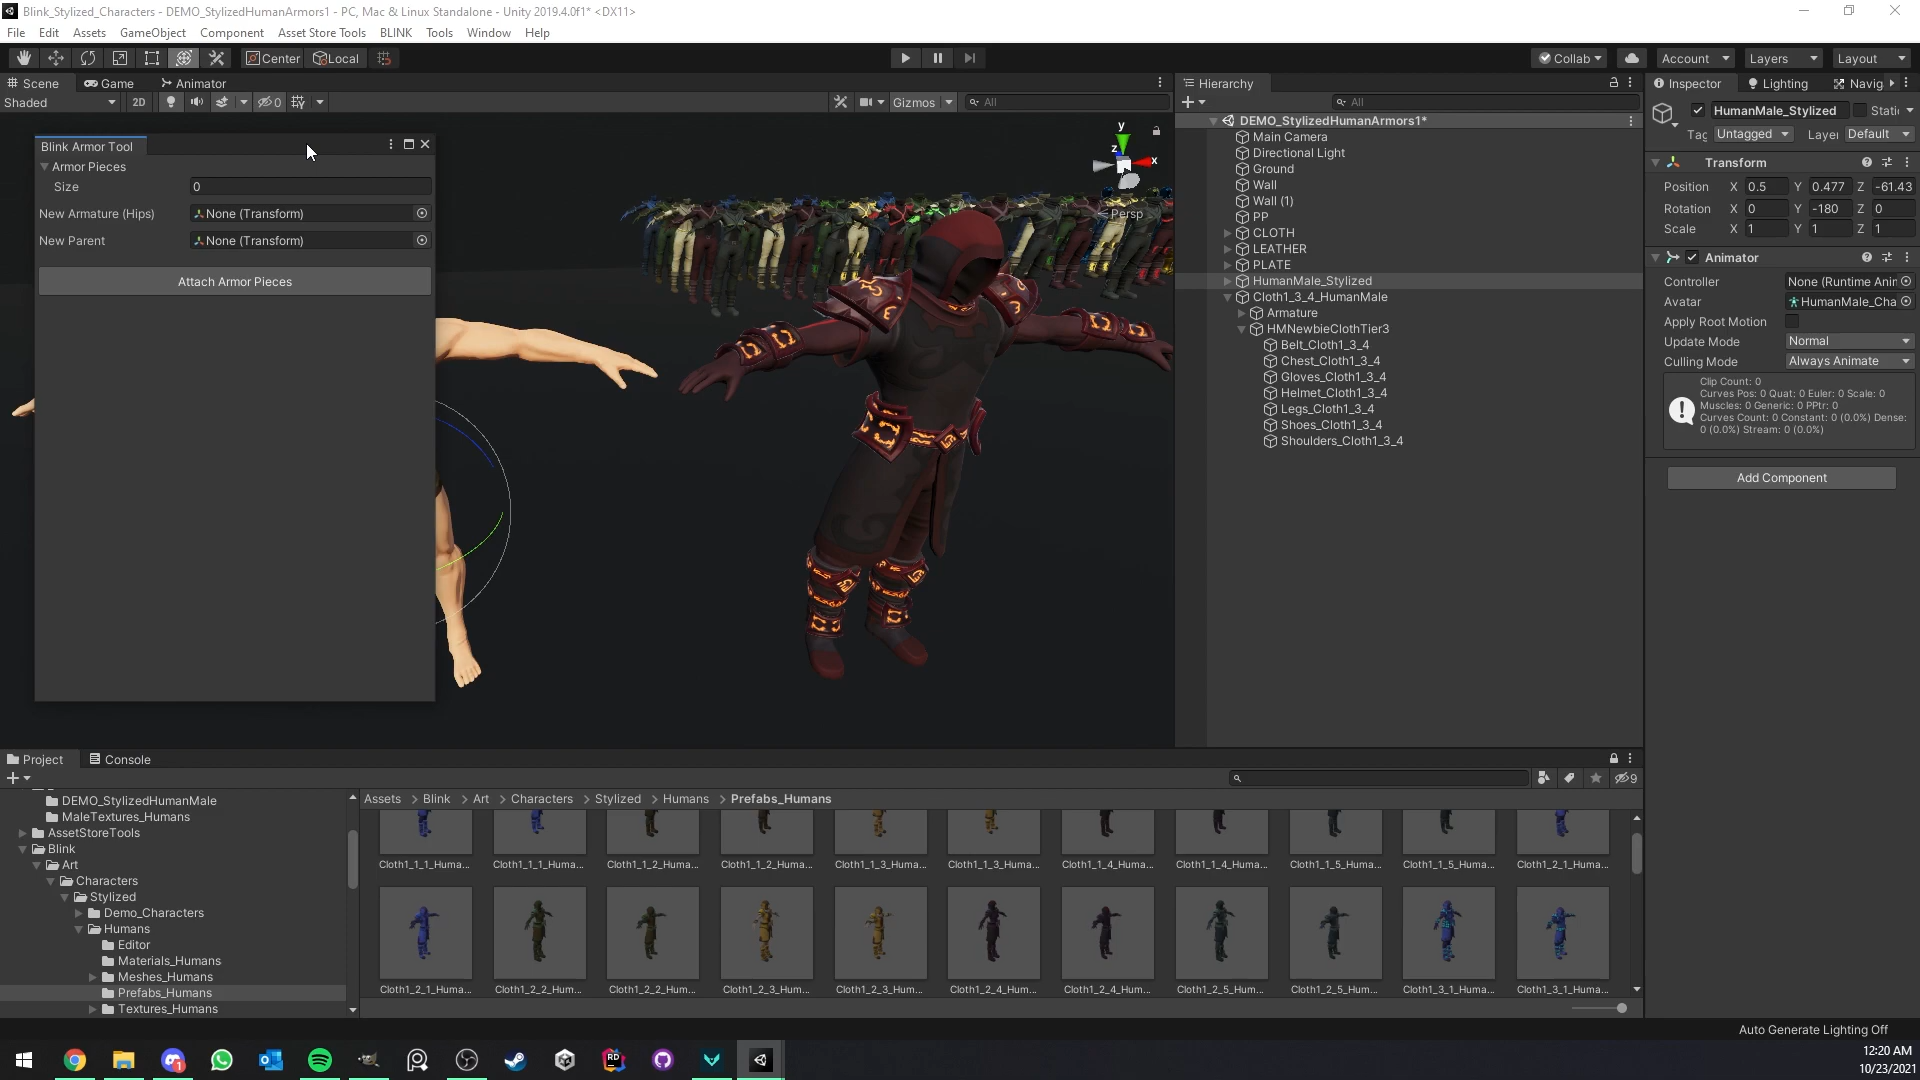 Blink_Stylized_Characters - DEMO_StylizedHumanArmors1 - PC, Mac & Linux Standalone - Unity 2019.4.0f1* <DX11>
File Edit Assets GameObject Component Asset Store Tools BLINK Tools Window Help
Center Local Collab Account Layers Layout
Scene Game Animator
Shaded 2D 0 Gizmos All
Blink Armor Tool
Armor Pieces
Size 0
New Armature (Hips) None (Transform)
New Parent None (Transform)
Attach Armor Pieces
y
z x
Persp
Hierarchy
All
DEMO_StylizedHumanArmors1*
Main Camera
Directional Light
Ground
Wall
Wall (1)
PP
CLOTH
LEATHER
PLATE
HumanMale_Stylized
Cloth1_3_4_HumanMale
Armature
HMNewbieClothTier3
Belt_Cloth1_3_4
Chest_Cloth1_3_4
Gloves_Cloth1_3_4
Helmet_Cloth1_3_4
Legs_Cloth1_3_4
Shoes_Cloth1_3_4
Shoulders_Cloth1_3_4
Inspector Lighting Navig
HumanMale_Stylized Static
Tag Untagged Layer Default
Transform
Position X 0.5 Y 0.477 Z -61.43
Rotation X 0 Y -180 Z 0
Scale X 1 Y 1 Z 1
Animator
Controller None (Runtime Anin
Avatar HumanMale_Cha
Apply Root Motion
Update Mode Normal
Culling Mode Always Animate
Clip Count: 0
Curves Pos: 0 Quat: 0 Euler: 0 Scale: 0
Muscles: 0 Generic: 0 PPtr: 0
Curves Count: 0 Constant: 0 (0.0%) Dense:
0 (0.0%) Stream: 0 (0.0%)
Add Component
Project Console
9
DEMO_StylizedHumanMale
MaleTextures_Humans
AssetStoreTools
Blink
Art
Characters
Stylized
Demo_Characters
Humans
Editor
Materials_Humans
Meshes_Humans
Prefabs_Humans
Textures_Humans
Assets > Blink > Art > Characters > Stylized > Humans > Prefabs_Humans
Cloth1_1_1_Huma... Cloth1_1_1_Huma... Cloth1_1_2_Huma... Cloth1_1_2_Huma... Cloth1_1_3_Huma... Cloth1_1_3_Huma... Cloth1_1_4_Huma... Cloth1_1_4_Huma... Cloth1_1_5_Huma... Cloth1_1_5_Huma... Cloth1_2_1_Huma...
Cloth1_2_1_Huma... Cloth1_2_2_Hum... Cloth1_2_2_Hum... Cloth1_2_3_Hum... Cloth1_2_3_Hum... Cloth1_2_4_Hum... Cloth1_2_4_Hum... Cloth1_2_5_Hum... Cloth1_2_5_Hum... Cloth1_3_1_Huma... Cloth1_3_1_Huma...
Auto Generate Lighting Off
12:20 AM
10/23/2021